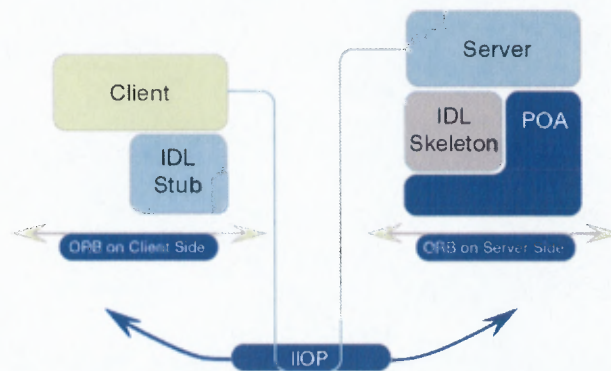 Client
IDL
Stub
ORB on Client Side
Server
IDL
Skeleton
POA
ORB on Server Side
IIOP